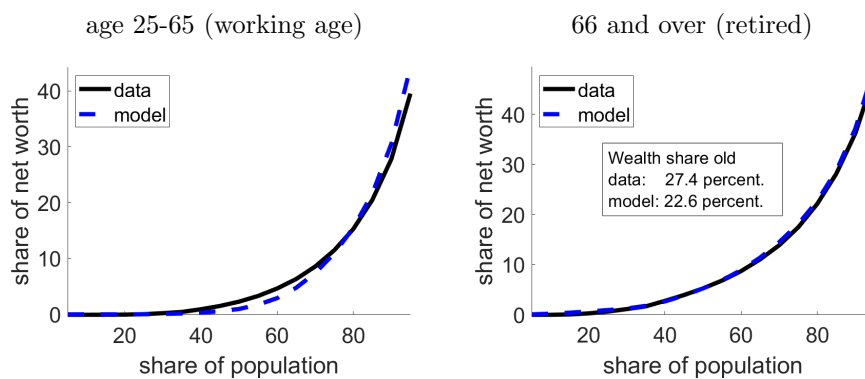 age 25-65 (working age)
share of net worth
40
30
20
10
0
data
model
20
40
60
80
share of population
66 and over (retired)
share of net worth
40
30
20
10
0
data
model
Wealth share old
data: 27.4 percent.
model: 22.6 percent.
20
40
60
80
share of population